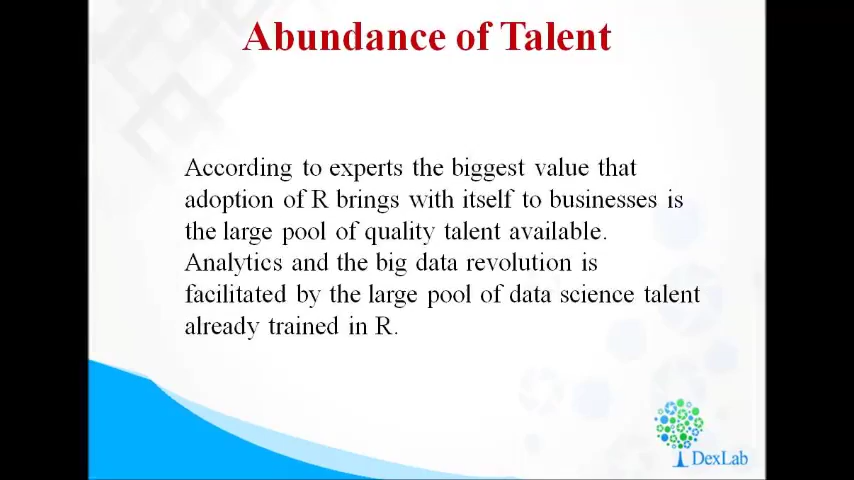 Abundance of Talent
According to experts the biggest value that
adoption of R brings with itself to businesses is
the large pool of quality talent available.
Analytics and the big data revolution is
facilitated by the large pool of data science talent
already trained in R.
DexLab